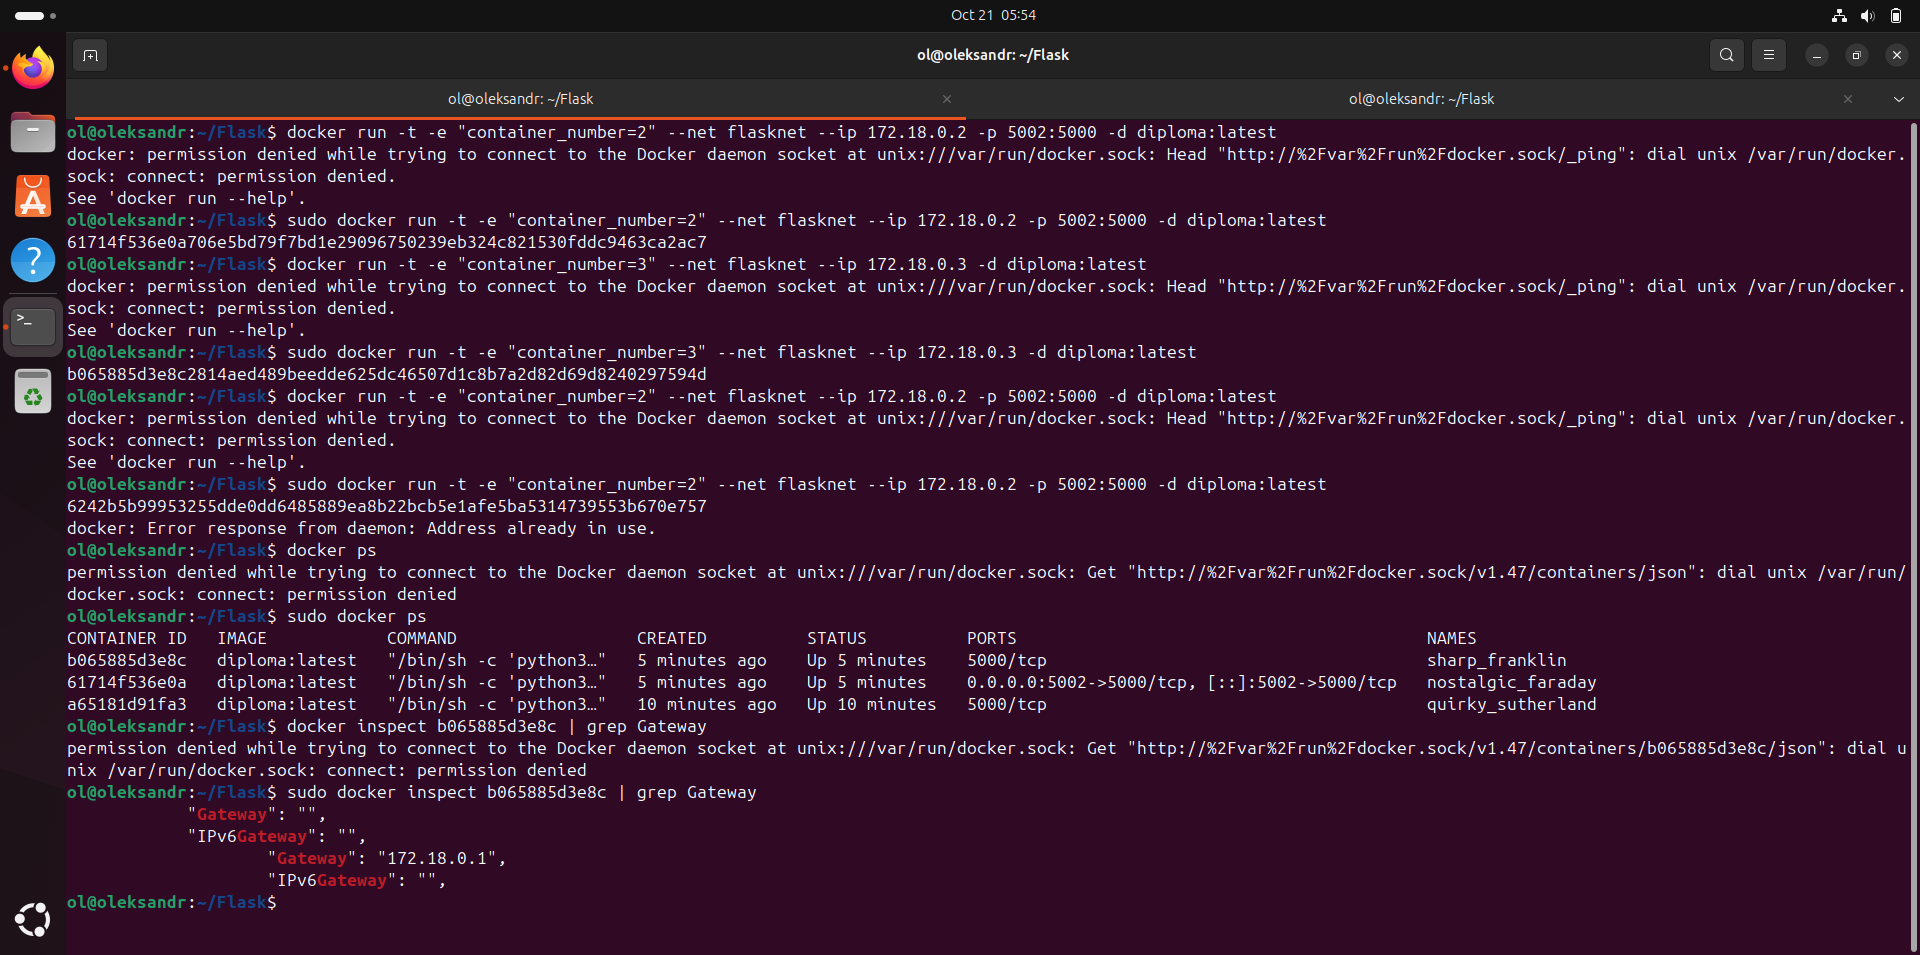 Oct 21 05:54
ol@oleksandr: ~/Flask
ol@oleksandr: ~/Flask
ol@oleksandr: ~/Flask
ol@oleksandr:~/Flask$ docker run -t -e "container_number=2" --net flasknet --ip 172.18.0.2 -p 5002:5000 -d diploma:latest
docker: permission denied while trying to connect to the Docker daemon socket at unix:///var/run/docker.sock: Head "http://%2Fvar%2Frun%2Fdocker.sock/_ping": dial unix /var/run/docker.
sock: connect: permission denied.
See 'docker run --help'.
ol@oleksandr:~/Flask$ sudo docker run -t -e "container_number=2" --net flasknet --ip 172.18.0.2 -p 5002:5000 -d diploma:latest
61714f536e0a706e5bd79f7bd1e29096750239eb324c821530fddc9463ca2ac7
ol@oleksandr:~/Flask$ docker run -t -e "container_number=3" --net flasknet --ip 172.18.0.3 -d diploma:latest
docker: permission denied while trying to connect to the Docker daemon socket at unix:///var/run/docker.sock: Head "http://%2Fvar%2Frun%2Fdocker.sock/_ping": dial unix /var/run/docker.
sock: connect: permission denied.
See 'docker run --help'.
ol@oleksandr:~/Flask$ sudo docker run -t -e "container_number=3" --net flasknet --ip 172.18.0.3 -d diploma:latest
b065885d3e8c2814aed489beedde625dc46507d1c8b7a2d82d69d8240297594d
ol@oleksandr:~/Flask$ docker run -t -e "container_number=2" --net flasknet --ip 172.18.0.2 -p 5002:5000 -d diploma:latest
docker: permission denied while trying to connect to the Docker daemon socket at unix:///var/run/docker.sock: Head "http://%2Fvar%2Frun%2Fdocker.sock/_ping": dial unix /var/run/docker.
sock: connect: permission denied.
See 'docker run --help'.
ol@oleksandr:~/Flask$ sudo docker run -t -e "container_number=2" --net flasknet --ip 172.18.0.2 -p 5002:5000 -d diploma:latest
6242b5b99953255dde0dd6485889ea8b22bcb5e1afe5ba5314739553b670e757
docker: Error response from daemon: Address already in use.
ol@oleksandr:~/Flask$ docker ps
permission denied while trying to connect to the Docker daemon socket at unix:///var/run/docker.sock: Get "http://%2Fvar%2Frun%2Fdocker.sock/v1.47/containers/json": dial unix /var/run/
docker.sock: connect: permission denied
ol@oleksandr:~/Flask$ sudo docker ps
CONTAINER ID   IMAGE            COMMAND                  CREATED          STATUS          PORTS                                         NAMES
b065885d3e8c   diploma:latest   "/bin/sh -c 'python3…"   5 minutes ago    Up 5 minutes    5000/tcp                                      sharp_franklin
61714f536e0a   diploma:latest   "/bin/sh -c 'python3…"   5 minutes ago    Up 5 minutes    0.0.0.0:5002->5000/tcp, [::]:5002->5000/tcp   nostalgic_faraday
a65181d91fa3   diploma:latest   "/bin/sh -c 'python3…"   10 minutes ago   Up 10 minutes   5000/tcp                                      quirky_sutherland
ol@oleksandr:~/Flask$ docker inspect b065885d3e8c | grep Gateway
permission denied while trying to connect to the Docker daemon socket at unix:///var/run/docker.sock: Get "http://%2Fvar%2Frun%2Fdocker.sock/v1.47/containers/b065885d3e8c/json": dial u
nix /var/run/docker.sock: connect: permission denied
ol@oleksandr:~/Flask$ sudo docker inspect b065885d3e8c | grep Gateway
"Gateway": "",
"IPv6Gateway": "",
"Gateway": "172.18.0.1",
"IPv6Gateway": "",
ol@oleksandr:~/Flask$